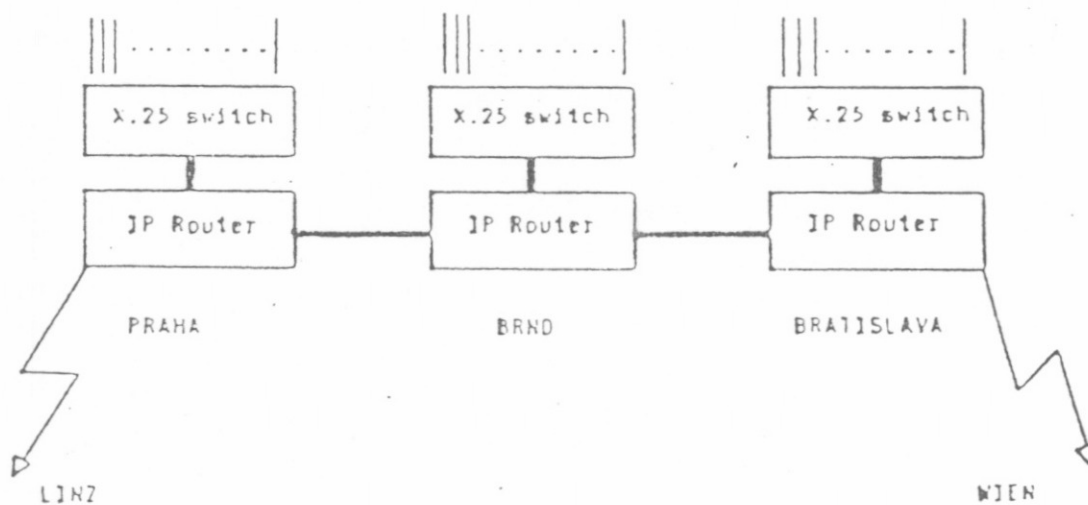 X.25 switch X.25 switch X.25 switch
IP Router IP Router IP Router
PRAHA BRNO BRATISLAVA
LINZ WIEN